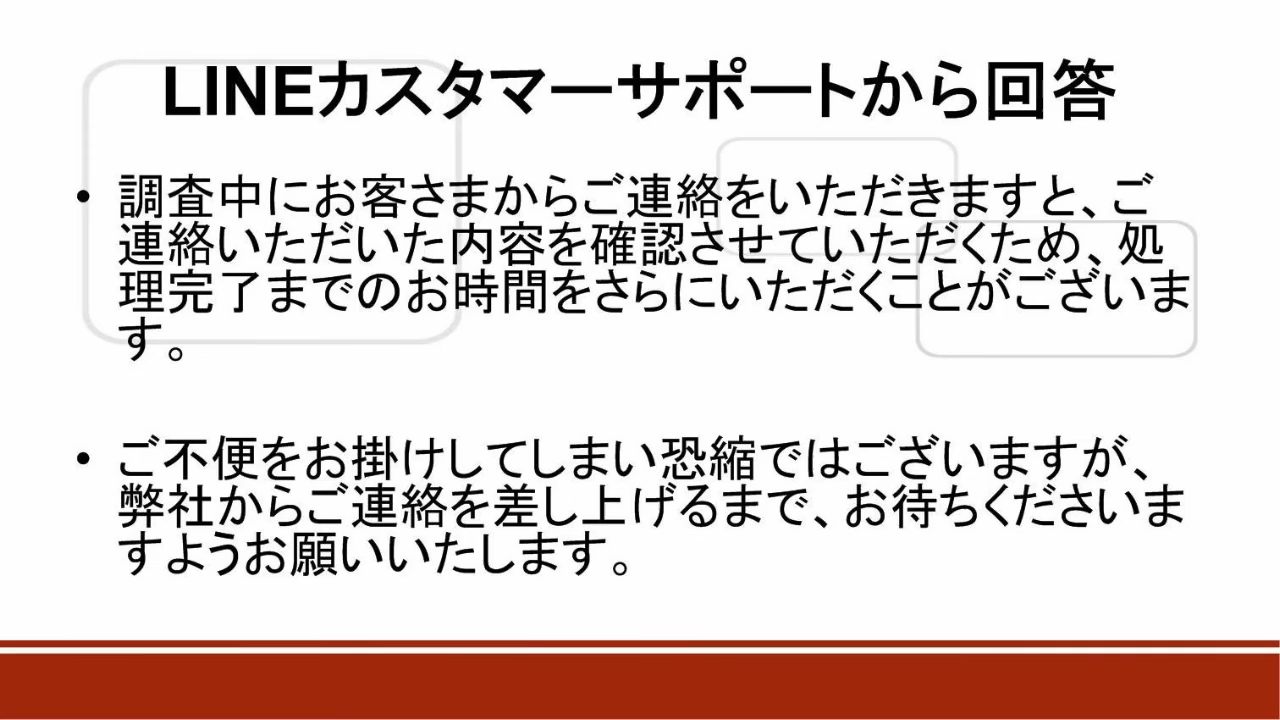 LINEカスタマーサポートから回答
• 調査中にお客さまからご連絡をいただきますと、ご
連絡いただいた内容を確認させていただくため、処
理完了までのお時間をさらにいただくことがございま
す。
• ご不便をお掛けしてしまい恐縮ではございますが、
弊社からご連絡を差し上げるまで、お待ちくださいま
すようお願いいたします。